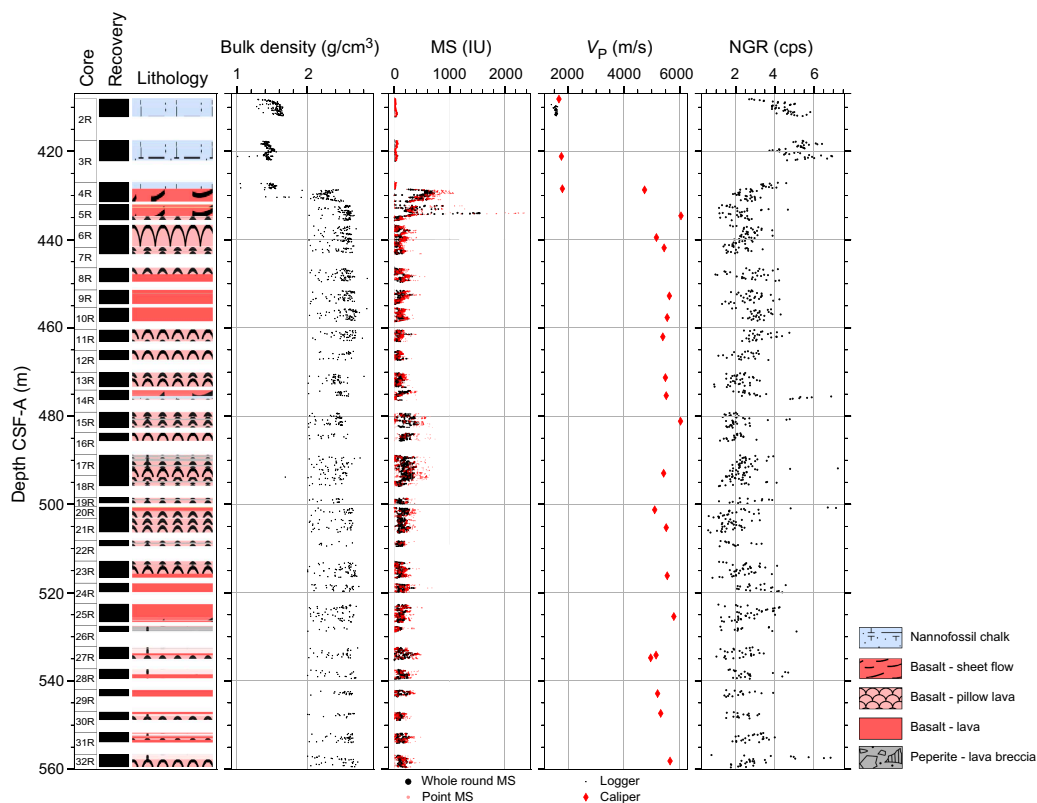 Core Recovery Lithology
Bulk density (g/cm³)
1 2
MS (IU)
0 1000 2000
VP (m/s)
2000 4000 6000
NGR (cps)
2 4 6
Depth CSF-A (m)
420
440
460
480
500
520
540
560
2R
3R
4R
5R
6R
7R
8R
9R
10R
11R
12R
13R
14R
15R
16R
17R
18R
19R
20R
21R
22R
23R
24R
25R
26R
27R
28R
29R
30R
31R
32R
Whole round MS
Point MS
Logger
Caliper
Nannofossil chalk
Basalt - sheet flow
Basalt - pillow lava
Basalt - lava
Peperite - lava breccia